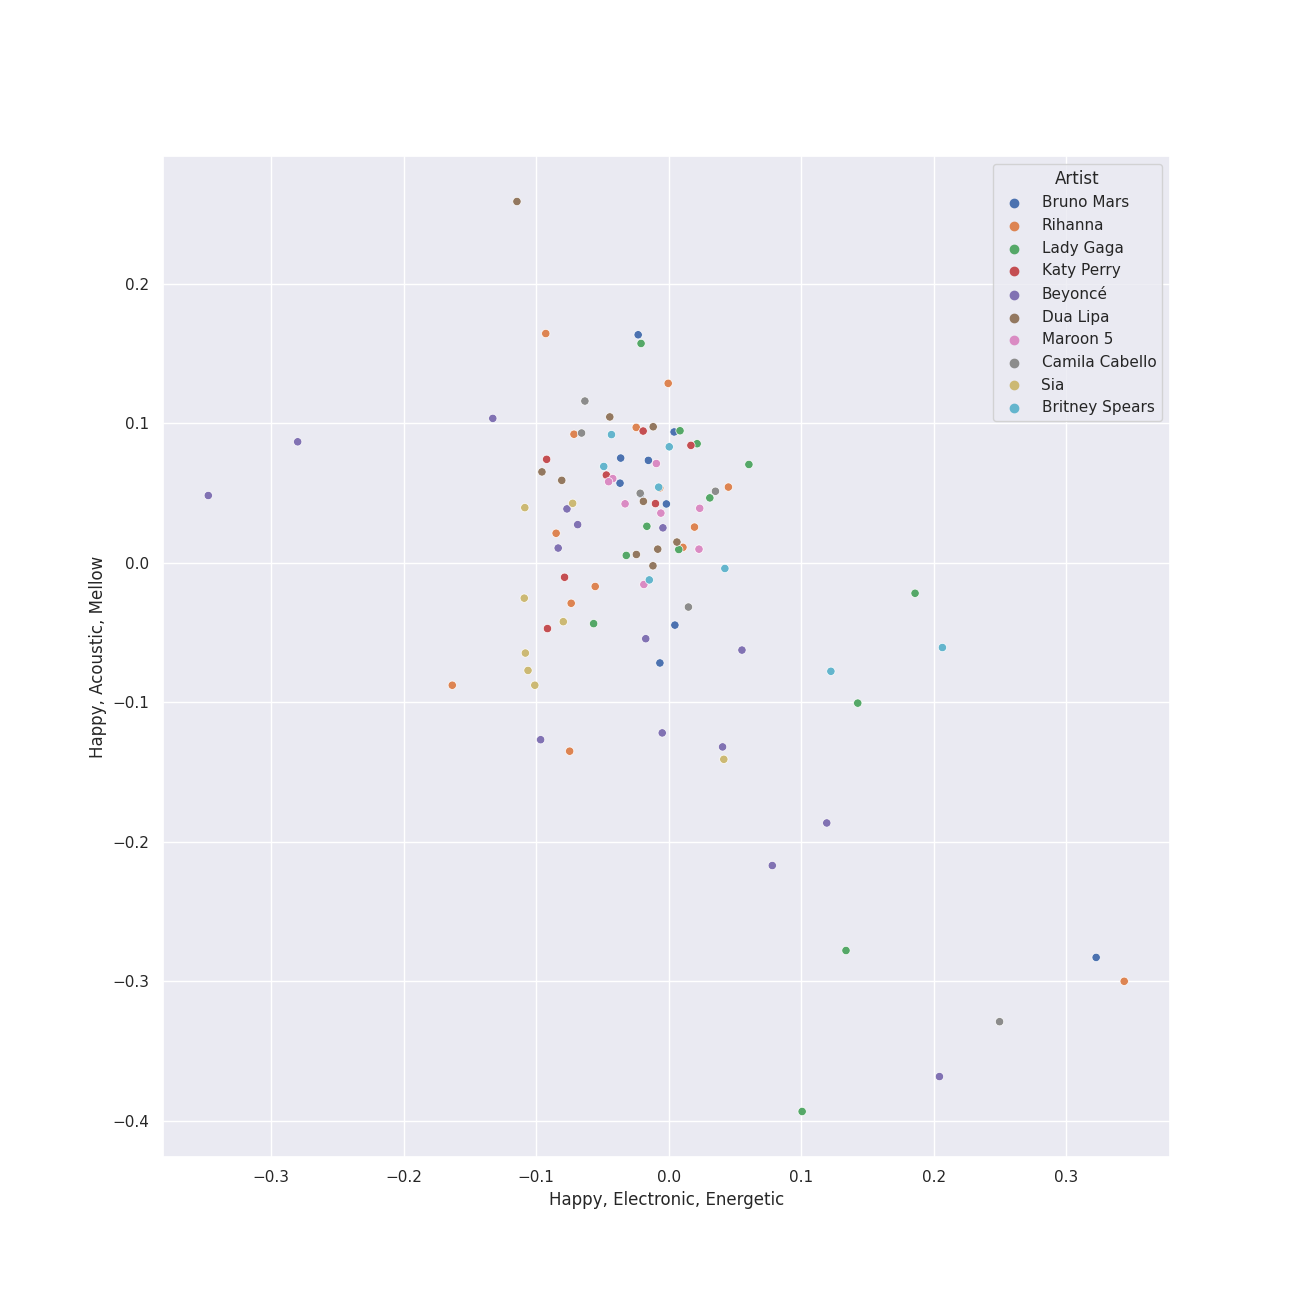 Artist
Bruno Mars
Rihanna
Lady Gaga
Katy Perry
Beyoncé
Dua Lipa
Maroon 5
Camila Cabello
Sia
Britney Spears
0.2
0.1
0.0
−0.1
−0.2
−0.3
−0.4
Happy, Acoustic, Mellow
−0.3
−0.2
−0.1
0.0
0.1
0.2
0.3
Happy, Electronic, Energetic